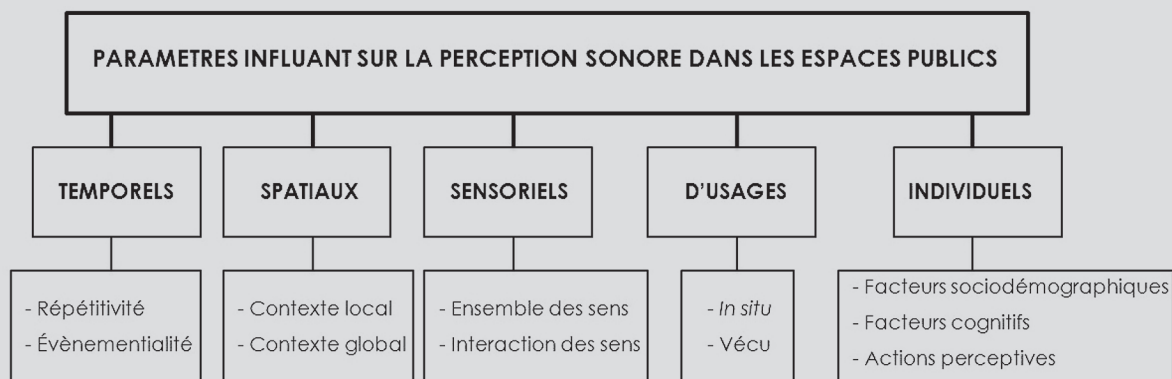 PARAMETRES INFLUANT SUR LA PERCEPTION SONORE DANS LES ESPACES PUBLICS
TEMPORELS
- Répétitivité
- Évènementialité
SPATIAUX
- Contexte local
- Contexte global
SENSORIELS
- Ensemble des sens
- Interaction des sens
D'USAGES
- In situ
- Vécu
INDIVIDUELS
- Facteurs sociodémographiques
- Facteurs cognitifs
- Actions perceptives